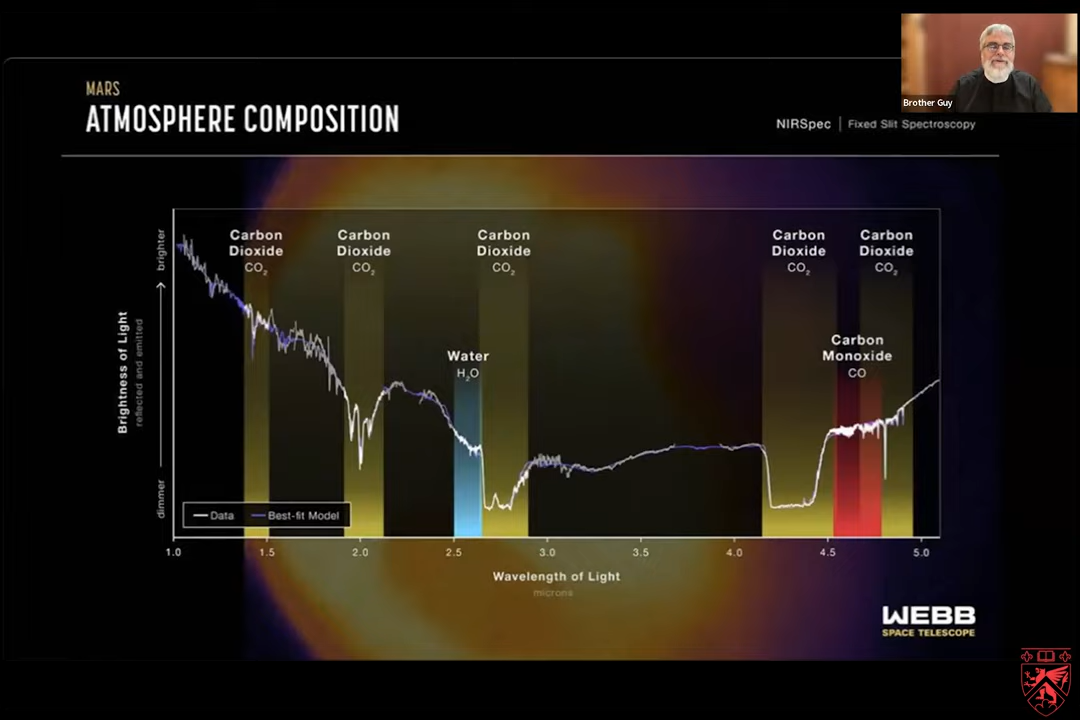 Brother Guy
MARS
ATMOSPHERE COMPOSITION
NIRSpec | Fixed Slit Spectroscopy
Carbon
Dioxide
CO₂
Carbon
Dioxide
CO₂
Carbon
Dioxide
CO₂
Carbon
Dioxide
CO₂
Carbon
Dioxide
CO₂
Water
H₂O
Carbon
Monoxide
CO
brighter
Brightness of Light
reflected and emitted
dimmer
Data
Best-fit Model
1.0 1.5 2.0 2.5 3.0 3.5 4.0 4.5 5.0
Wavelength of Light
microns
WEBB
SPACE TELESCOPE